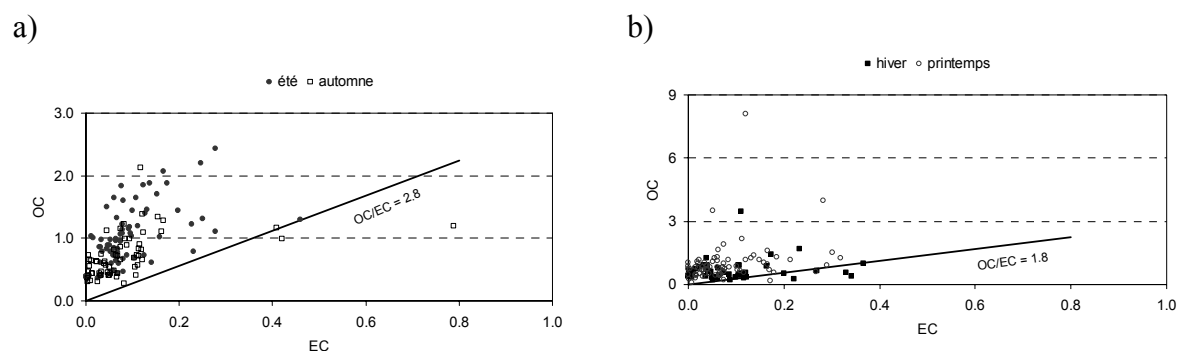 a)
été automne
3.0
2.0
1.0
0.0
OC
OC/EC = 2.8
0.0 0.2 0.4 0.6 0.8 1.0
EC
b)
hiver printemps
9
6
3
0
OC
OC/EC = 1.8
0.0 0.2 0.4 0.6 0.8 1.0
EC